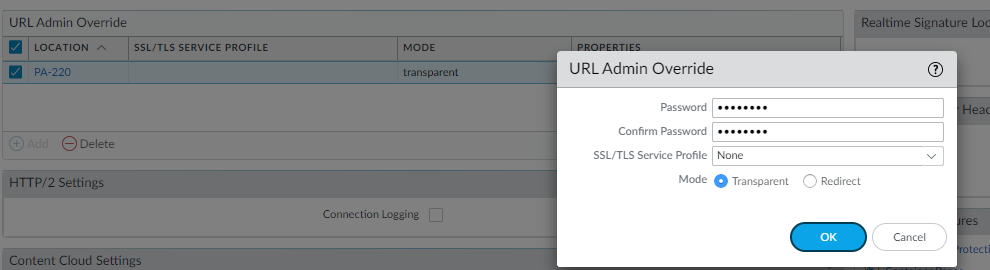 URL Admin Override
Realtime Signature Loo
LOCATION
SSL/TLS SERVICE PROFILE
MODE
PROPERTIES
PA-220
transparent
Add
Delete
HTTP/2 Settings
Connection Logging
Content Cloud Settings
URL Admin Override
Password
••••••••
Confirm Password
••••••••
SSL/TLS Service Profile
None
Mode
Transparent
Redirect
OK
Cancel
Head
ures
Protecti